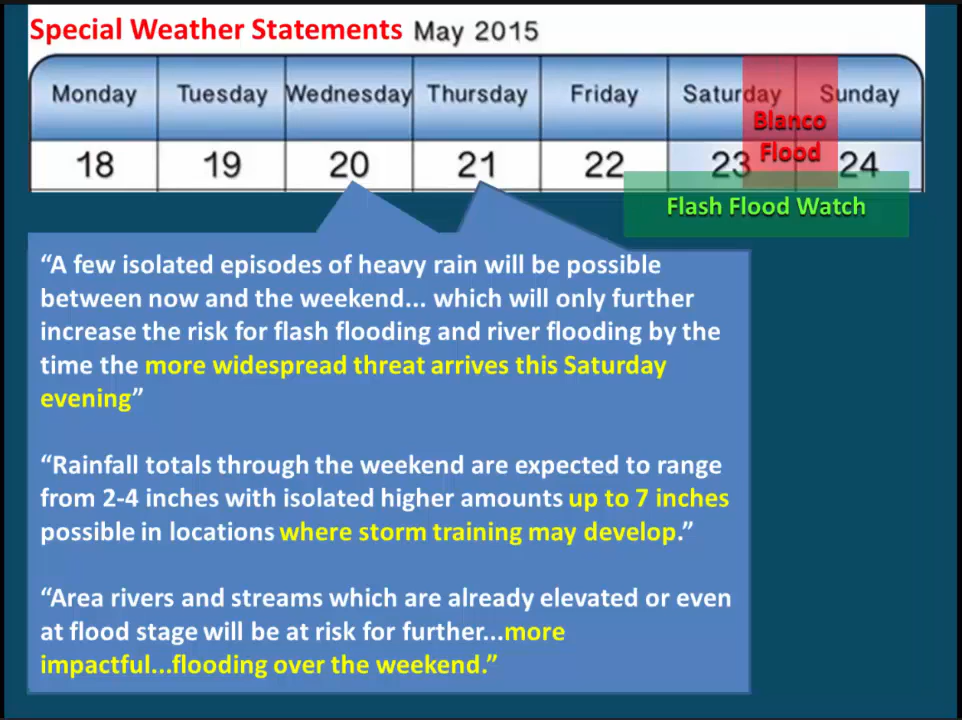 Special Weather Statements May 2015
Monday Tuesday Wednesday Thursday Friday Saturday Sunday
Blanco
Flood
18 19 20 21 22 23 24
Flash Flood Watch
“A few isolated episodes of heavy rain will be possible
between now and the weekend... which will only further
increase the risk for flash flooding and river flooding by the
time the more widespread threat arrives this Saturday
evening”
“Rainfall totals through the weekend are expected to range
from 2-4 inches with isolated higher amounts up to 7 inches
possible in locations where storm training may develop.”
“Area rivers and streams which are already elevated or even
at flood stage will be at risk for further...more
impactful...flooding over the weekend.”